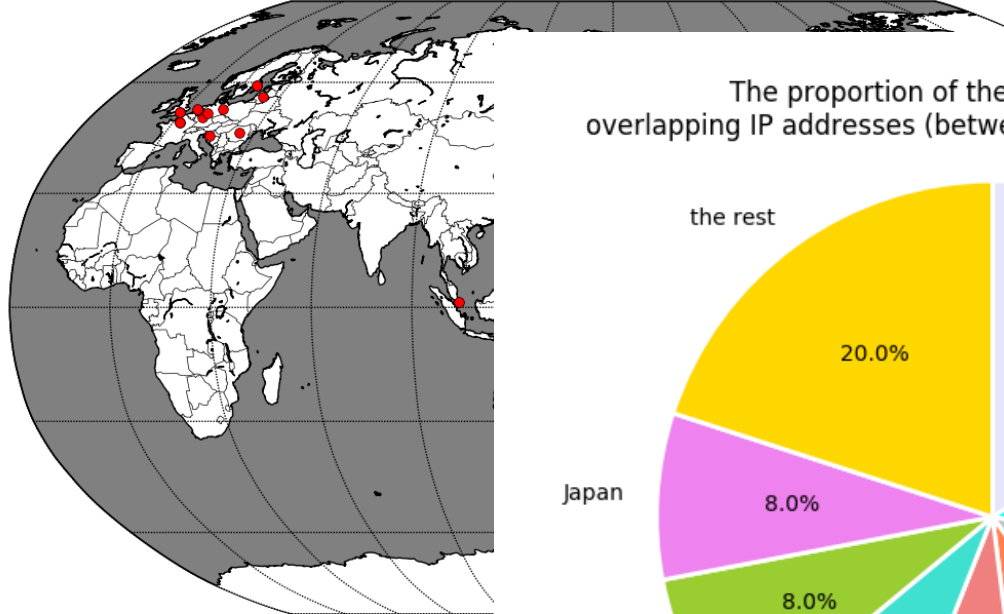 The proportion of the
overlapping IP addresses (betwe
the rest
20.0%
Japan
8.0%
8.0%